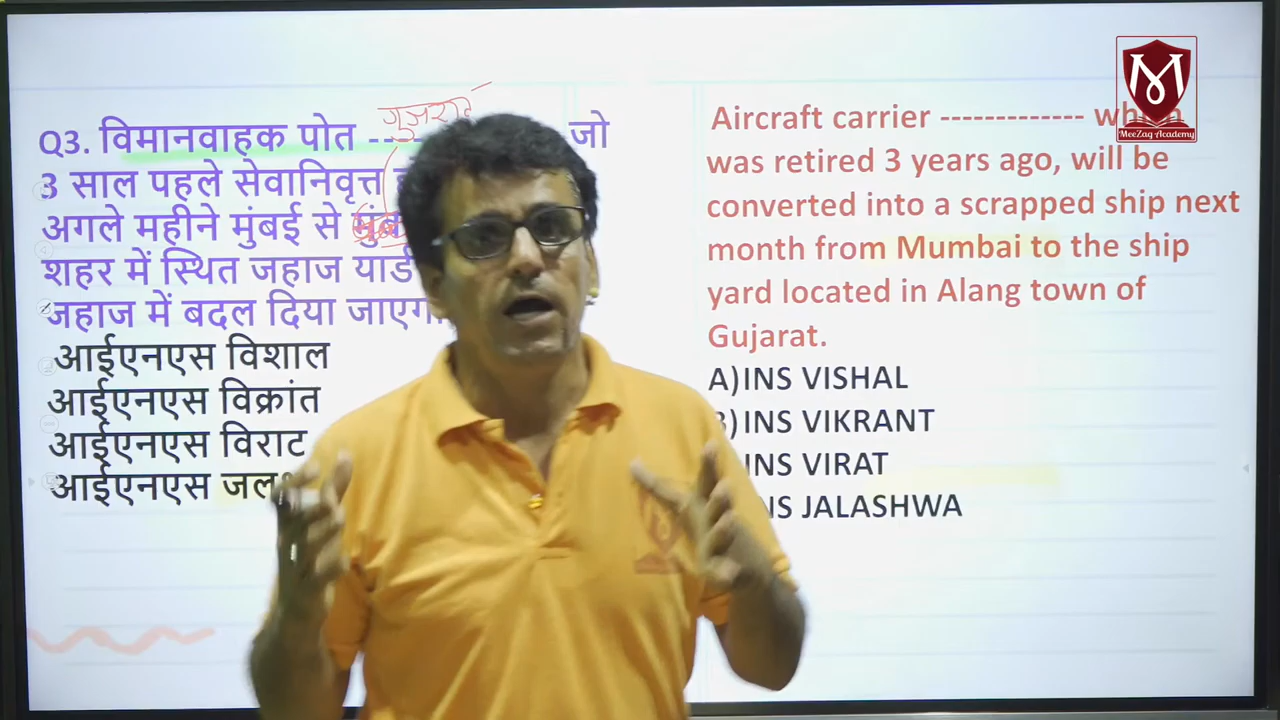 गुजरात
Q3. विमानवाहक पोत -- जो
3 साल पहले सेवानिवृत्त
अगले महीने मुंबई से
शहर में स्थित जहाज यार्ड
जहाज में बदल दिया जाएगा
आईएनएस विशाल
आईएनएस विक्रांत
आईएनएस विराट
आईएनएस
Aircraft carrier -------------
was retired 3 years ago, will be
converted into a scrapped ship next
month from Mumbai to the ship
yard located in Alang town of
Gujarat.
A)INS VISHAL
)INS VIKRANT
INS VIRAT
NS JALASHWA
M
MeeZaq Academy